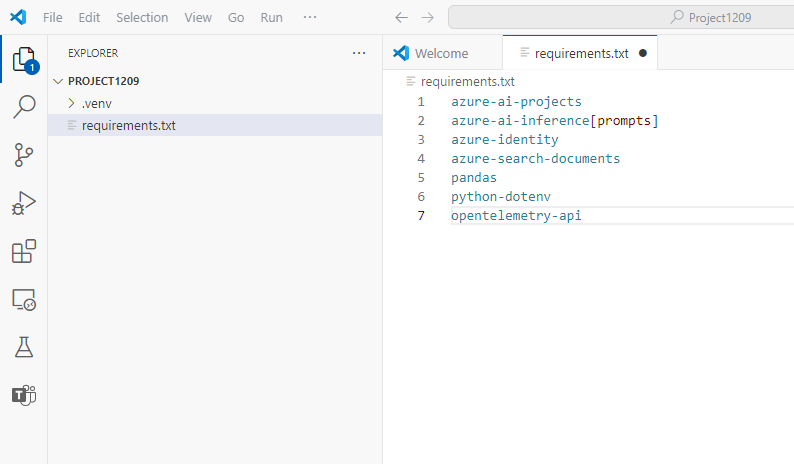 File Edit Selection View Go Run ··· ← → Project1209
EXPLORER ···
PROJECT1209
.venv
requirements.txt
1
T
Welcome
requirements.txt
requirements.txt
1 azure-ai-projects
2 azure-ai-inference[prompts]
3 azure-identity
4 azure-search-documents
5 pandas
6 python-dotenv
7 opentelemetry-api